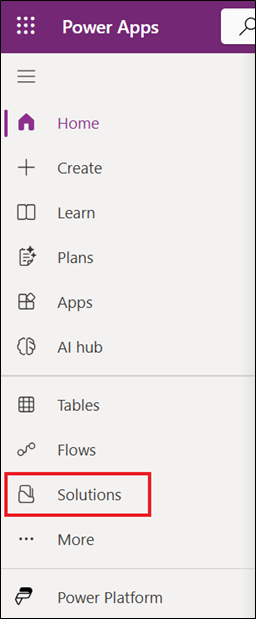 Power Apps
Home
Create
Learn
Plans
Apps
AI hub
Tables
Flows
Solutions
More
Power Platform